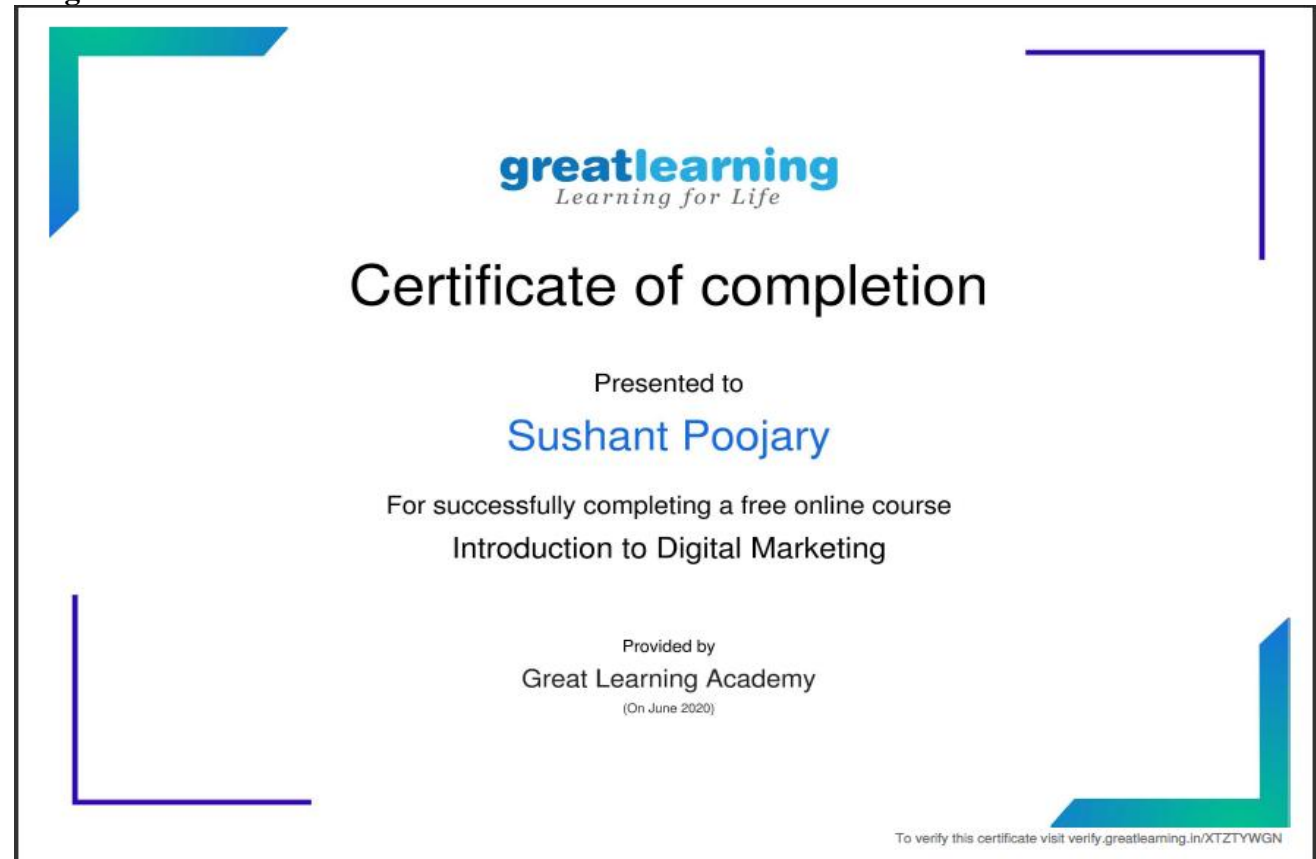 greatlearning
Learning for Life
Certificate of completion
Presented to
Sushant Poojary
For successfully completing a free online course
Introduction to Digital Marketing
Provided by
Great Learning Academy
(On June 2020)
To verify this certificate visit verify.greatlearning.in/XTZTYWGN